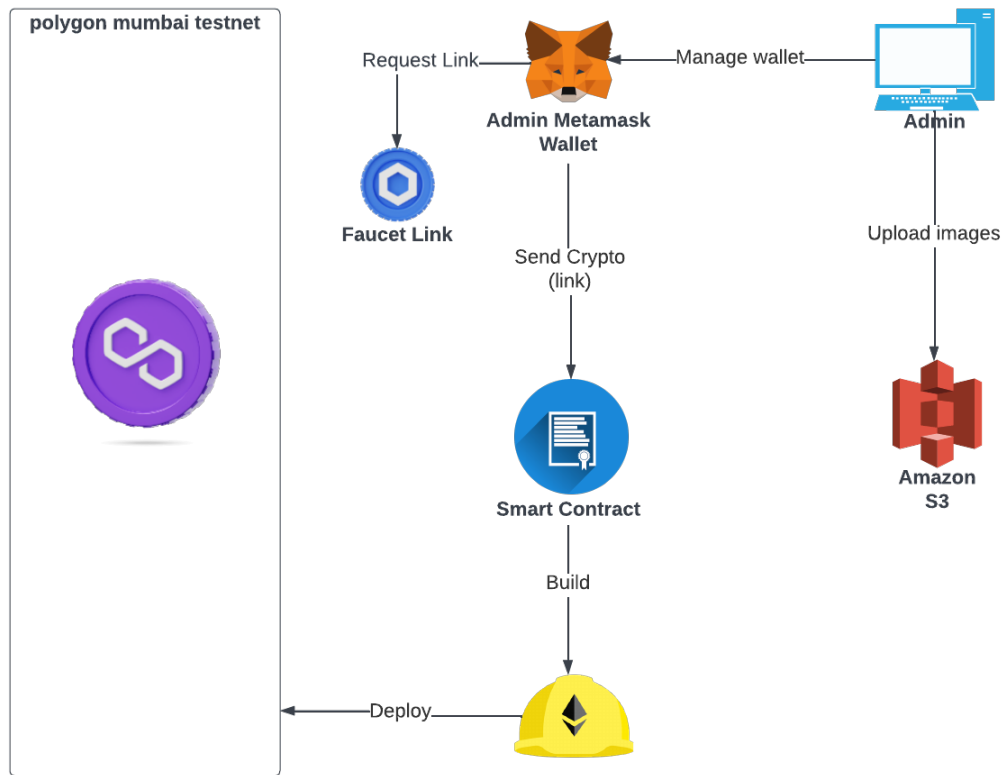 polygon mumbai testnet
Request Link
Manage wallet
Admin Metamask
Wallet
Admin
Faucet Link
Upload images
Send Crypto
(link)
Amazon
S3
Smart Contract
Build
Deploy